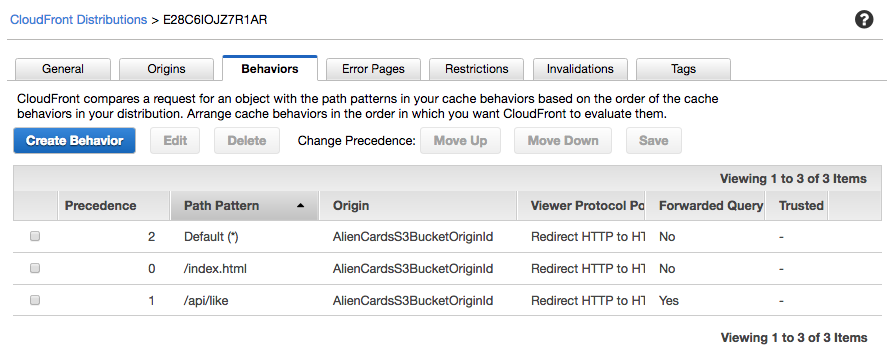 CloudFront Distributions > E28C6IOJZ7R1AR
?
General Origins Behaviors Error Pages Restrictions Invalidations Tags
CloudFront compares a request for an object with the path patterns in your cache behaviors based on the order of the cache
behaviors in your distribution. Arrange cache behaviors in the order in which you want CloudFront to evaluate them.
Create Behavior Edit Delete Change Precedence: Move Up Move Down Save
Viewing 1 to 3 of 3 Items
Precedence Path Pattern Origin Viewer Protocol Po Forwarded Query Trusted
2 Default (*) AlienCardsS3BucketOriginId Redirect HTTP to HT No -
0 /index.html AlienCardsS3BucketOriginId Redirect HTTP to HT No -
1 /api/like AlienCardsS3BucketOriginId Redirect HTTP to HT Yes -
Viewing 1 to 3 of 3 Items